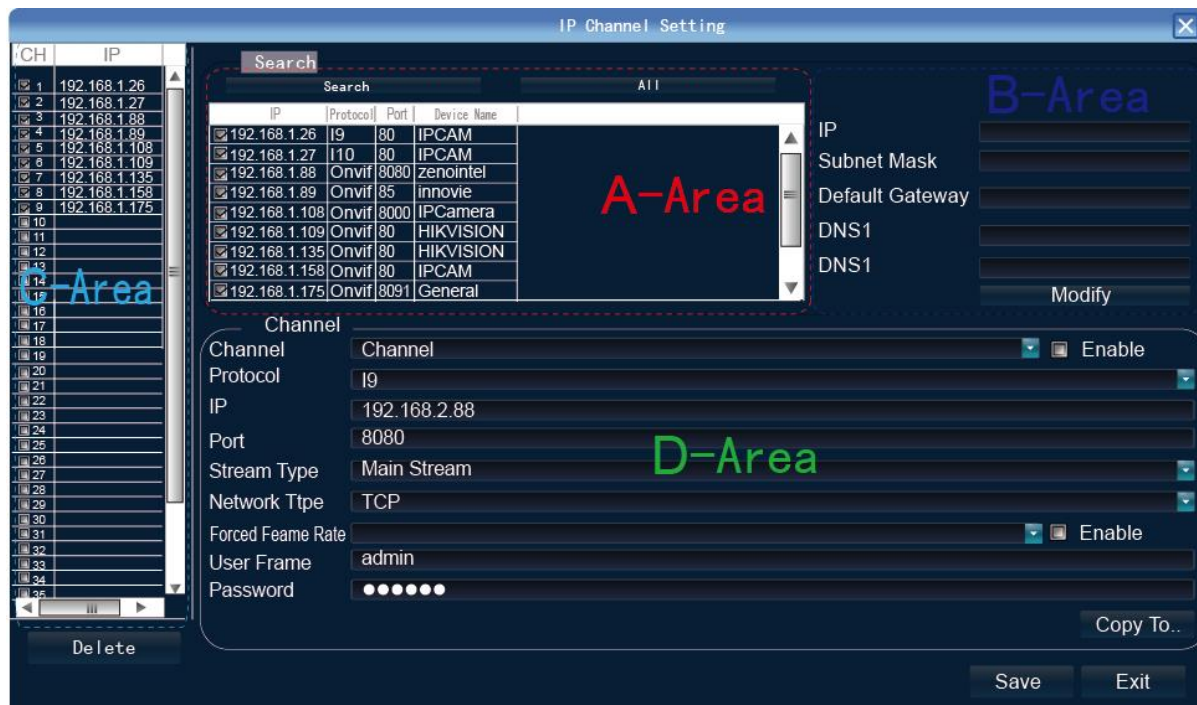 IP Channel Setting
CH IP
1 192.168.1.26
2 192.168.1.27
3 192.168.1.88
4 192.168.1.89
5 192.168.1.108
6 192.168.1.109
7 192.168.1.135
8 192.168.1.158
9 192.168.1.175
10
11
12
13
14
15
16
17
18
19
20
21
22
23
24
25
26
27
28
29
30
31
32
33
34
35
C-Area
Delete
Search
Search All
IP Protocol Port Device Name
192.168.1.26 I9 80 IPCAM
192.168.1.27 I10 80 IPCAM
192.168.1.88 Onvif 8080 zenointel
192.168.1.89 Onvif 85 innovie
192.168.1.108 Onvif 8000 IPCamera
192.168.1.109 Onvif 80 HIKVISION
192.168.1.135 Onvif 80 HIKVISION
192.168.1.158 Onvif 80 IPCAM
192.168.1.175 Onvif 8091 General
A-Area
B-Area
IP
Subnet Mask
Default Gateway
DNS1
DNS1
Modify
Channel
Channel Channel Enable
Protocol I9
IP 192.168.2.88
Port 8080
D-Area
Stream Type Main Stream
Network Ttpe TCP
Forced Feame Rate Enable
User Frame admin
Password ●●●●●●
Copy To..
Save Exit